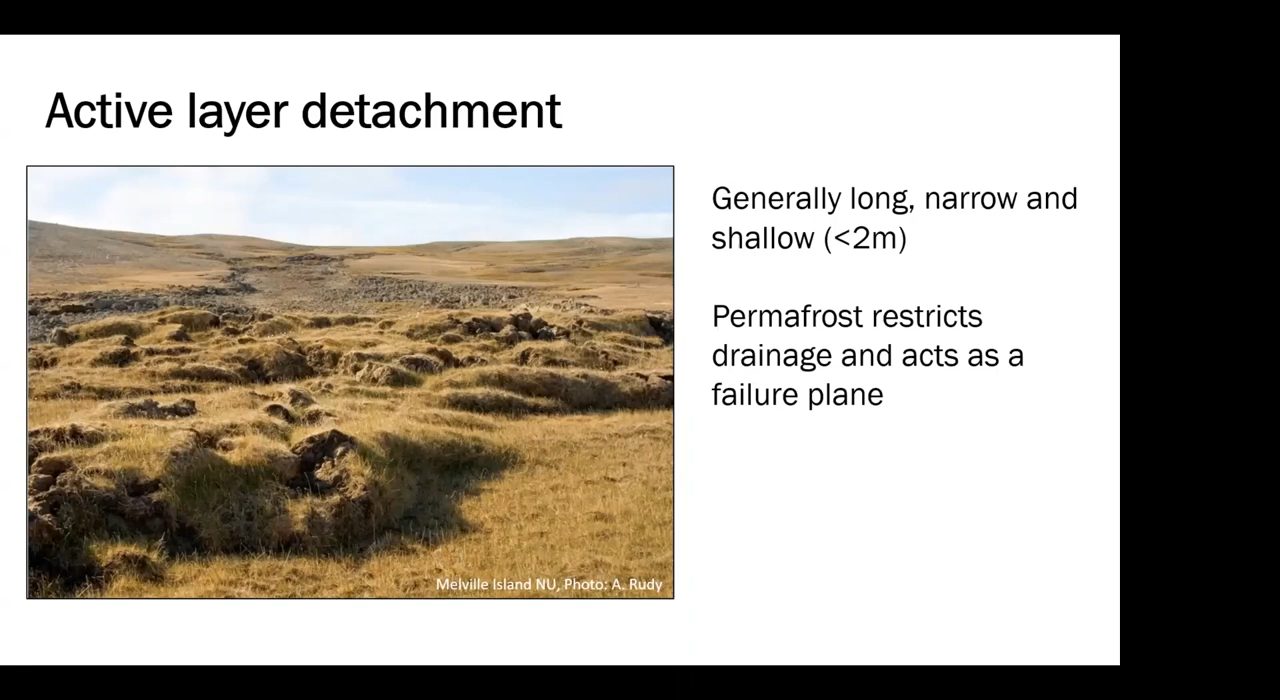 Active layer detachment
Generally long, narrow and
shallow (<2m)
Permafrost restricts
drainage and acts as a
failure plane
Melville Island NU, Photo: A. Rudy